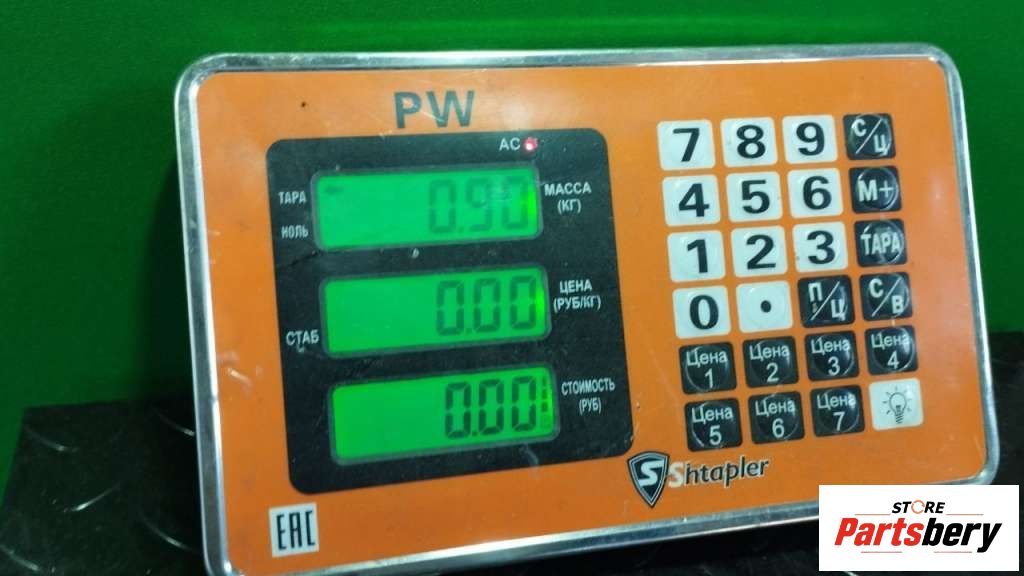 PW
AC
ТАРА
НОЛЬ
0.90
МАССА
(КГ)
СТАБ
0.00
ЦЕНА
(РУБ/КГ)
0.00
СТОИМОСТЬ
(РУБ)
7 8 9 С/Ц
4 5 6 М+
1 2 3 ТАРА
0 . П/Ц С/В
Цена 1 Цена 2 Цена 3 Цена 4
Цена 5 Цена 6 Цена 7
S Shtapler
EAC
STORE
Partsbery